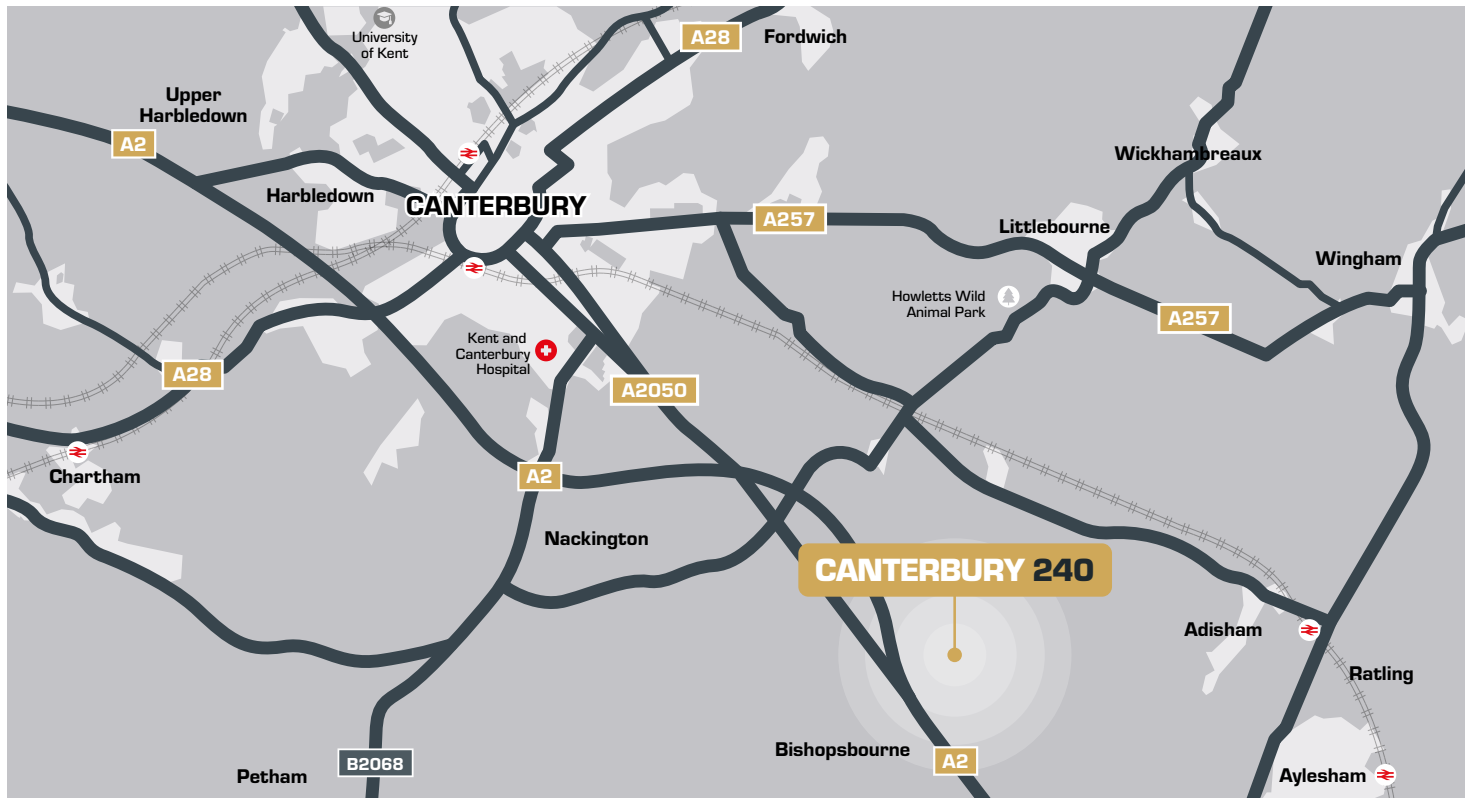 University
of Kent
A28
Fordwich
Upper
Harbledown
A2
Wickhambreaux
Harbledown
CANTERBURY
A257
Littlebourne
Wingham
Howletts Wild
Animal Park
A257
Kent and
Canterbury
Hospital
A28
A2050
Chartham
A2
Nackington
CANTERBURY 240
Adisham
Ratling
Bishopsbourne
A2
B2068
Petham
Aylesham